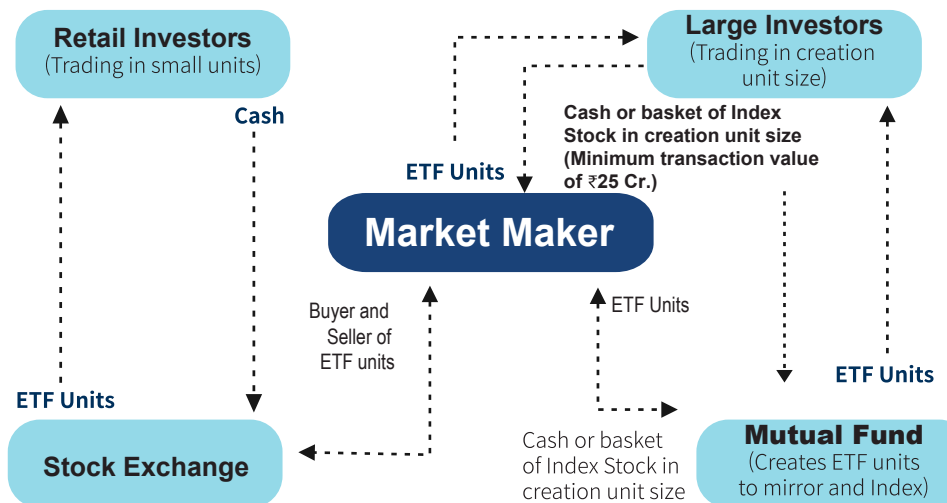 Retail Investors
(Trading in small units)
Large Investors
(Trading in creation
unit size)
Cash
Cash or basket of Index
Stock in creation unit size
(Minimum transaction value
of ₹25 Cr.)
ETF Units
Market Maker
Buyer and
Seller of
ETF units
ETF Units
ETF Units
ETF Units
Stock Exchange
Cash or basket
of Index Stock in
creation unit size
Mutual Fund
(Creates ETF units
to mirror and Index)